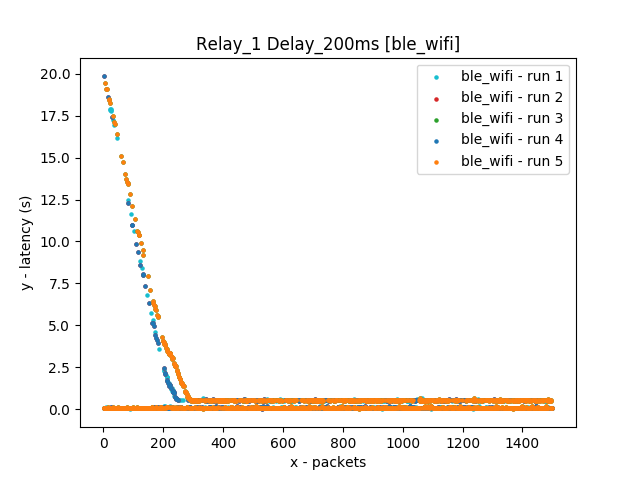 Relay_1 Delay_200ms [ble_wifi]
20.0
17.5
15.0
12.5
10.0
7.5
5.0
2.5
0.0
y - latency (s)
ble_wifi - run 1
ble_wifi - run 2
ble_wifi - run 3
ble_wifi - run 4
ble_wifi - run 5
0 200 400 600 800 1000 1200 1400
x - packets